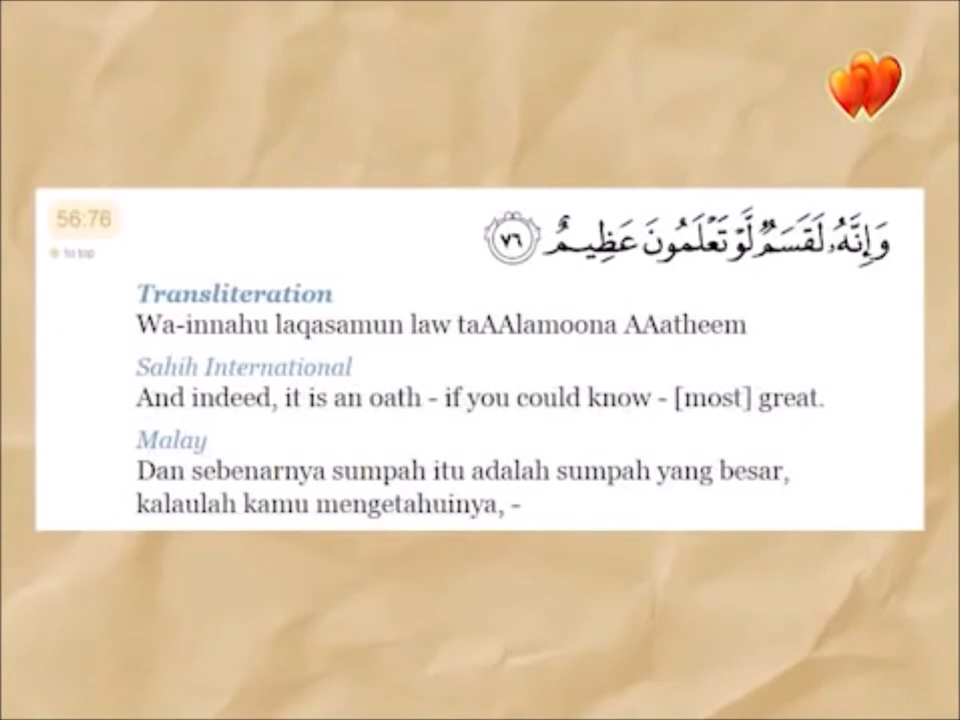 56:76
وَإِنَّهُۥ لَقَسَمٌ لَّوْ تَعْلَمُونَ عَظِيمٌ ٧٦
to top
Transliteration
Wa-innahu laqasamun law taAAlamoona AAatheem
Sahih International
And indeed, it is an oath - if you could know - [most] great.
Malay
Dan sebenarnya sumpah itu adalah sumpah yang besar,
kalaulah kamu mengetahuinya, -